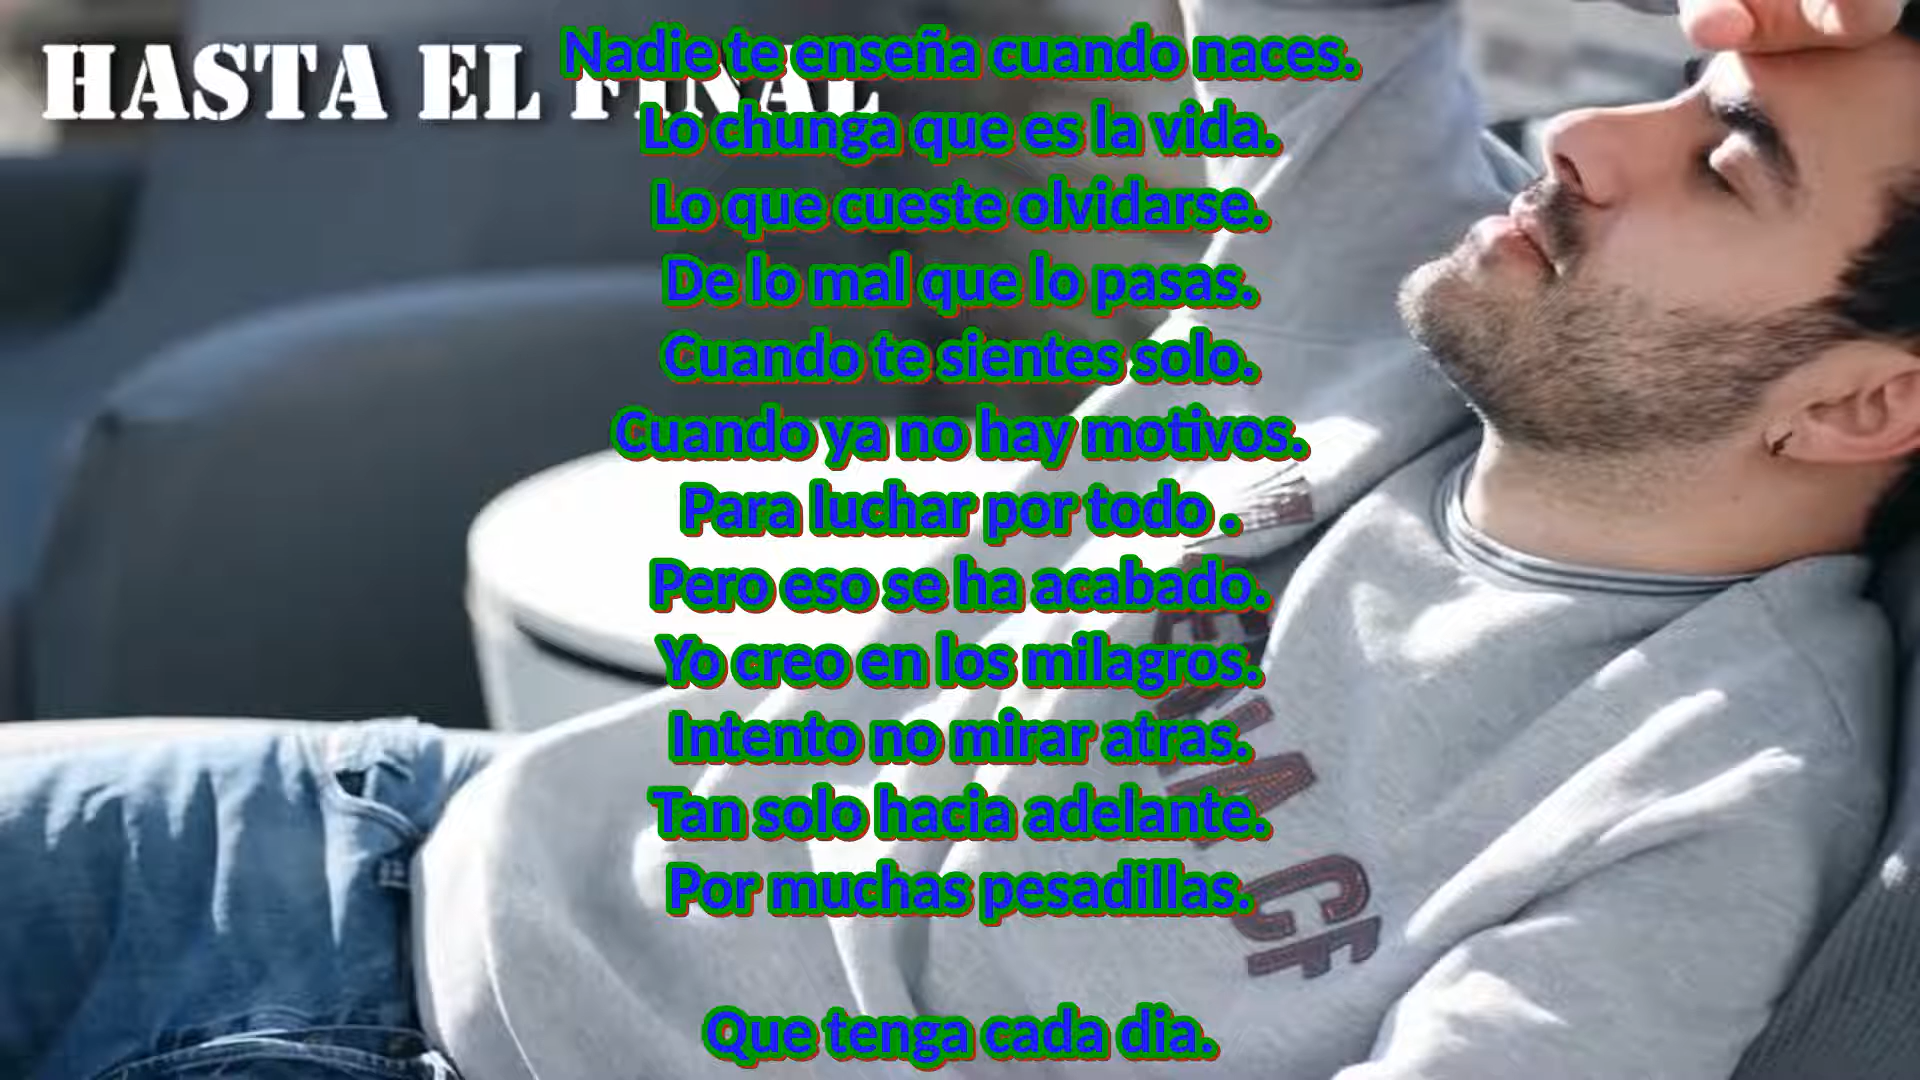 HASTA EL FINAL
Nadie te enseña cuando naces.
Lo chunga que es la vida.
Lo que cueste olvidarse.
De lo mal que lo pasas.
Cuando te sientes solo.
Cuando ya no hay motivos.
Para luchar por todo .
Pero eso se ha acabado.
Yo creo en los milagros.
Intento no mirar atras.
Tan solo hacia adelante.
Por muchas pesadillas.
Que tenga cada dia.